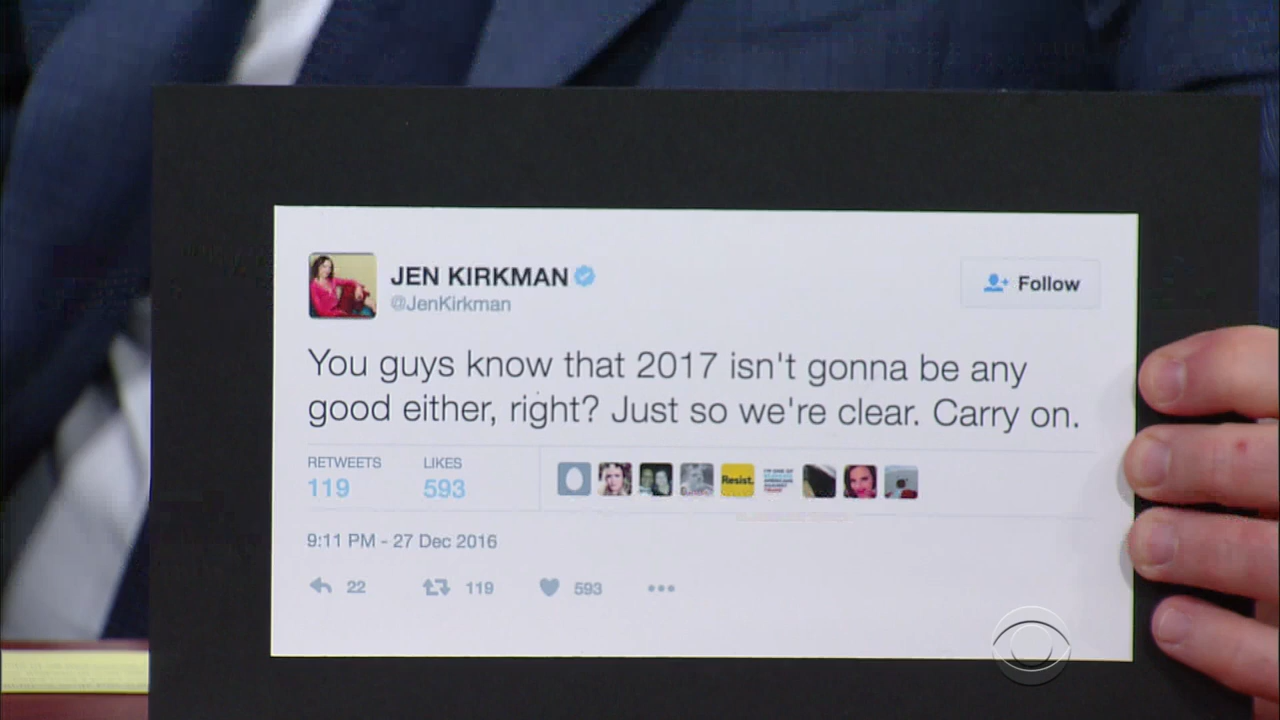 JEN KIRKMAN
@JenKirkman
Follow
You guys know that 2017 isn't gonna be any
good either, right? Just so we're clear. Carry on.
RETWEETS LIKES
119 593
Resist.
9:11 PM - 27 Dec 2016
22 119 593